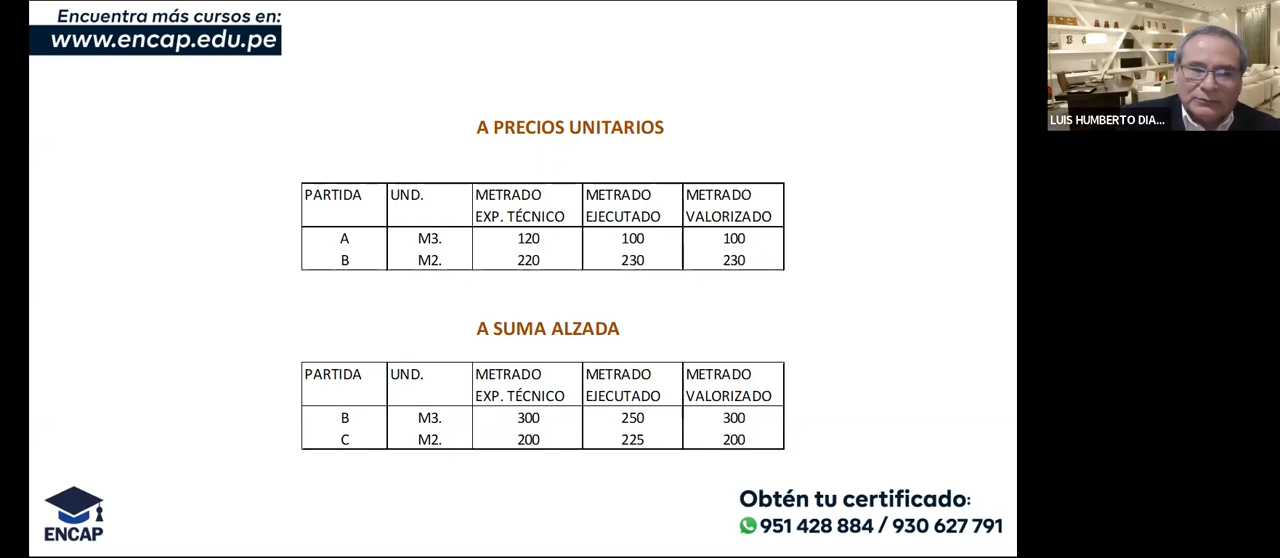 Encuentra más cursos en:
www.encap.edu.pe
LUIS HUMBERTO DIA...
A PRECIOS UNITARIOS
PARTIDA UND. METRADO METRADO METRADO
EXP. TÉCNICO EJECUTADO VALORIZADO
A M3. 120 100 100
B M2. 220 230 230
A SUMA ALZADA
PARTIDA UND. METRADO METRADO METRADO
EXP. TÉCNICO EJECUTADO VALORIZADO
B M3. 300 250 300
C M2. 200 225 200
ENCAP
Obtén tu certificado:
951 428 884 / 930 627 791